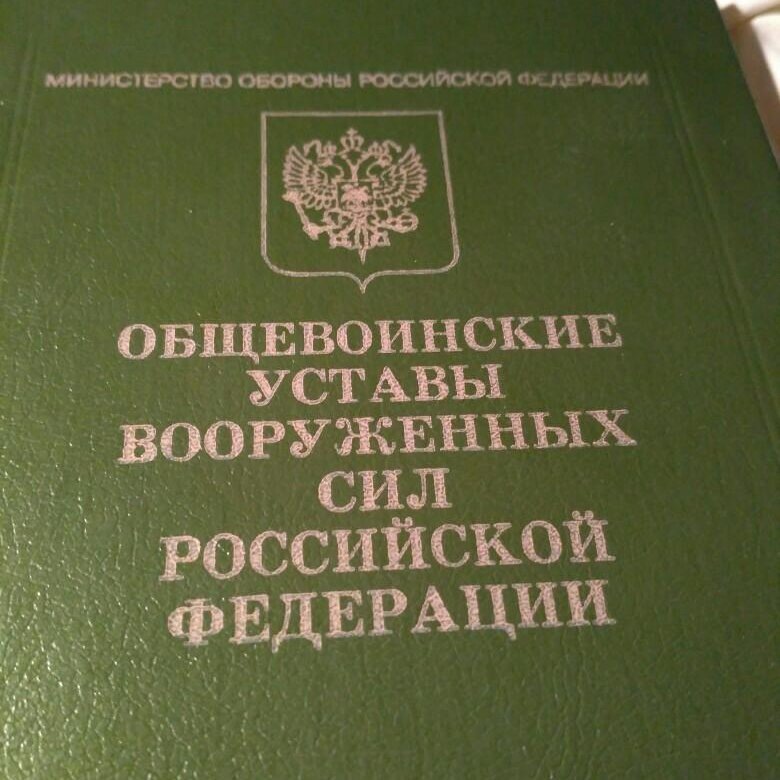 МИНИСТЕРСТВО ОБОРОНЫ РОССИЙСКОЙ ФЕДЕРАЦИИ
ОБЩЕВОИНСКИЕ
УСТАВЫ
ВООРУЖЕННЫХ
СИЛ
РОССИЙСКОЙ
ФЕДЕРАЦИИ